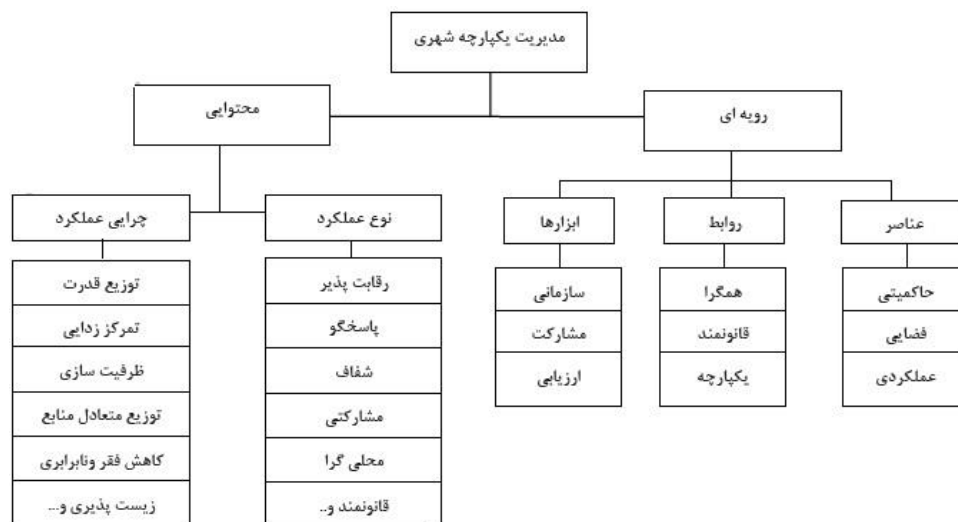 مدیریت یکپارچه شهری
رویه ای
محتوایی
عناصر
روابط
ابزارها
نوع عملکرد
چرایی عملکرد
حاکمیتی
فضایی
عملکردی
همگرا
قانونمند
یکپارچه
سازمانی
مشارکت
ارزیابی
رقابت پذیر
پاسخگو
شفاف
مشارکتی
محلی گرا
قانونمند و..
توزیع قدرت
تمرکز زدایی
ظرفیت سازی
توزیع متعادل منابع
کاهش فقر ونابرابری
زیست پذیری و...